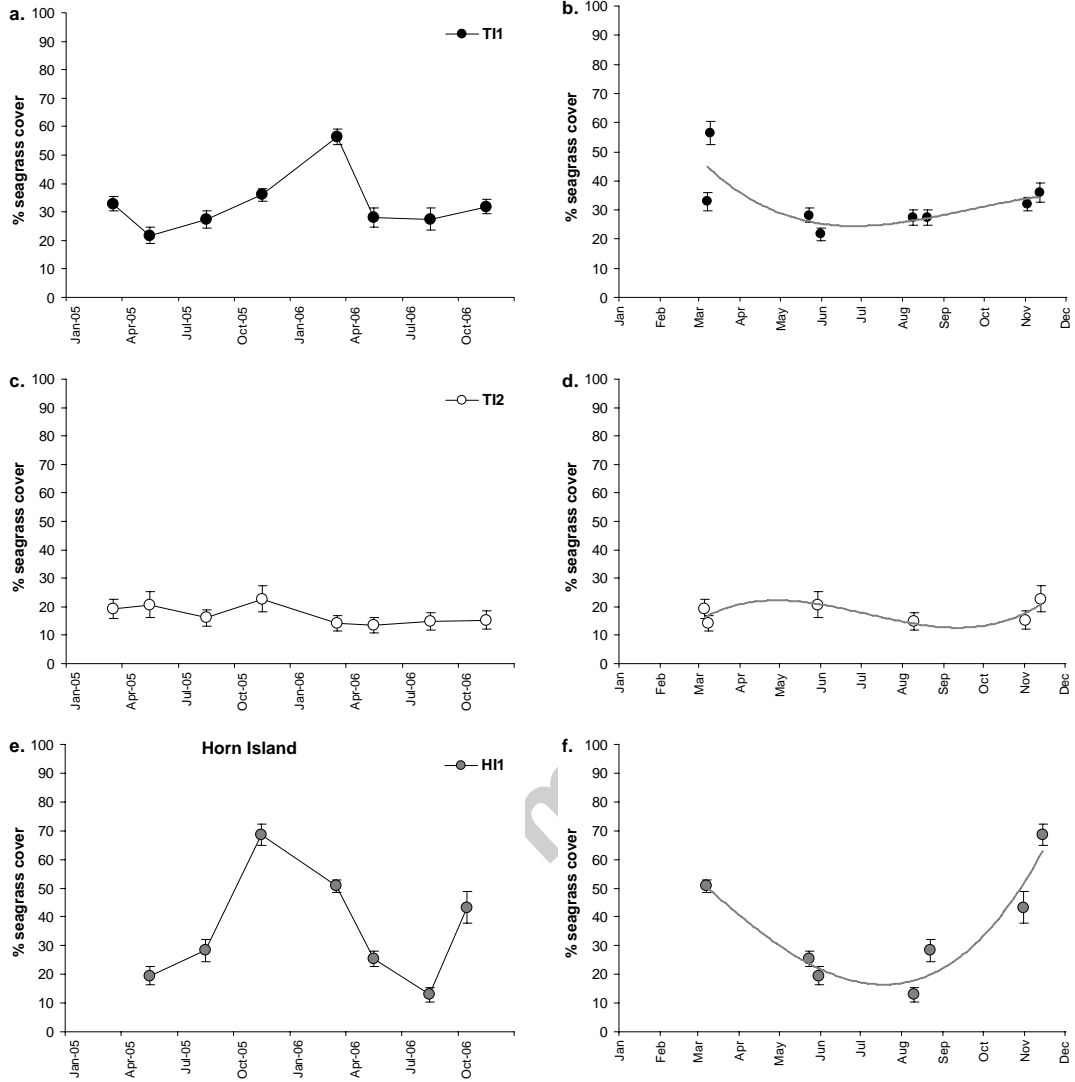 a.
% seagrass cover
100
90
80
70
60
50
40
30
20
10
0
Jan-05
Apr-05
Jul-05
Oct-05
Jan-06
Apr-06
Jul-06
Oct-06
TI1
b.
% seagrass cover
100
90
80
70
60
50
40
30
20
10
0
Jan
Feb
Mar
Apr
May
Jun
Jul
Aug
Sep
Oct
Nov
Dec
c.
% seagrass cover
100
90
80
70
60
50
40
30
20
10
0
Jan-05
Apr-05
Jul-05
Oct-05
Jan-06
Apr-06
Jul-06
Oct-06
TI2
d.
% seagrass cover
100
90
80
70
60
50
40
30
20
10
0
Jan
Feb
Mar
Apr
May
Jun
Jul
Aug
Sep
Oct
Nov
Dec
e.
Horn Island
% seagrass cover
100
90
80
70
60
50
40
30
20
10
0
Jan-05
Apr-05
Jul-05
Oct-05
Jan-06
Apr-06
Jul-06
Oct-06
HI1
f.
% seagrass cover
100
90
80
70
60
50
40
30
20
10
0
Jan
Feb
Mar
Apr
May
Jun
Jul
Aug
Sep
Oct
Nov
Dec